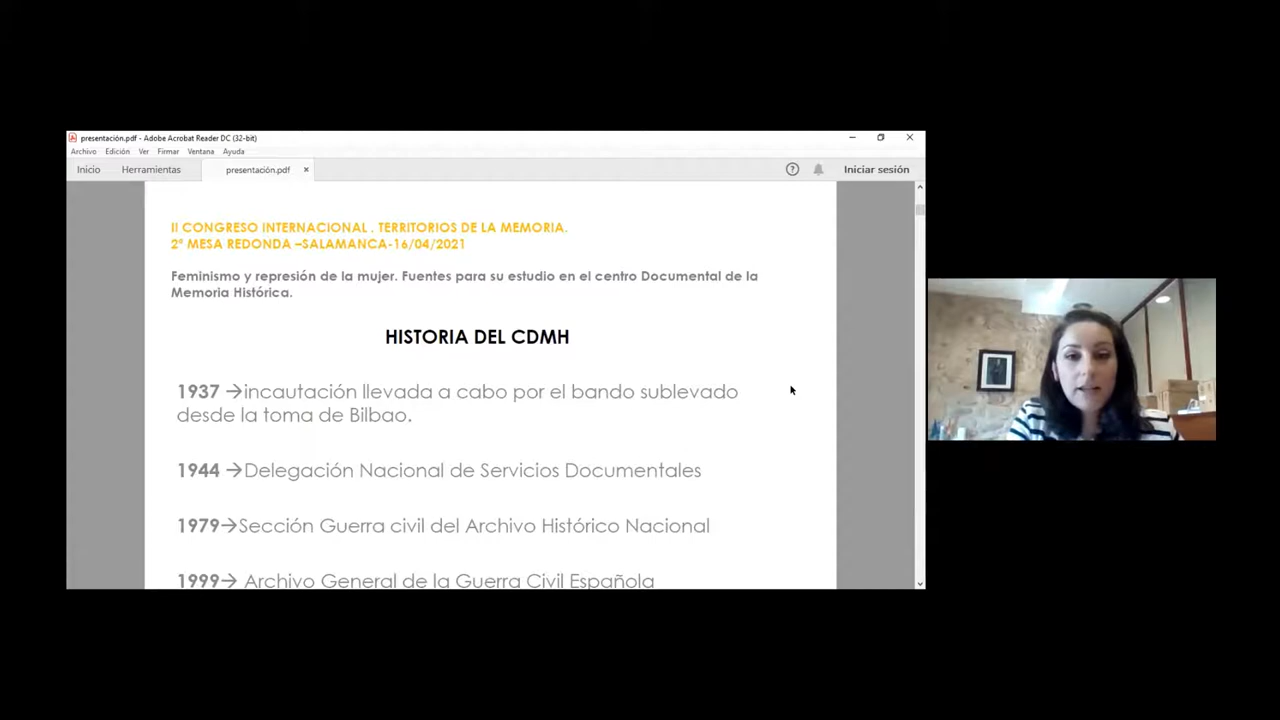 presentación.pdf - Adobe Acrobat Reader DC (32-bit)
Archivo Edición Ver Firmar Ventana Ayuda
Inicio Herramientas presentación.pdf × Iniciar sesión
II CONGRESO INTERNACIONAL . TERRITORIOS DE LA MEMORIA.
2ª MESA REDONDA –SALAMANCA-16/04/2021
Feminismo y represión de la mujer. Fuentes para su estudio en el centro Documental de la
Memoria Histórica.
HISTORIA DEL CDMH
1937 →incautación llevada a cabo por el bando sublevado
desde la toma de Bilbao.
1944 →Delegación Nacional de Servicios Documentales
1979→Sección Guerra civil del Archivo Histórico Nacional
1999→ Archivo General de la Guerra Civil Española